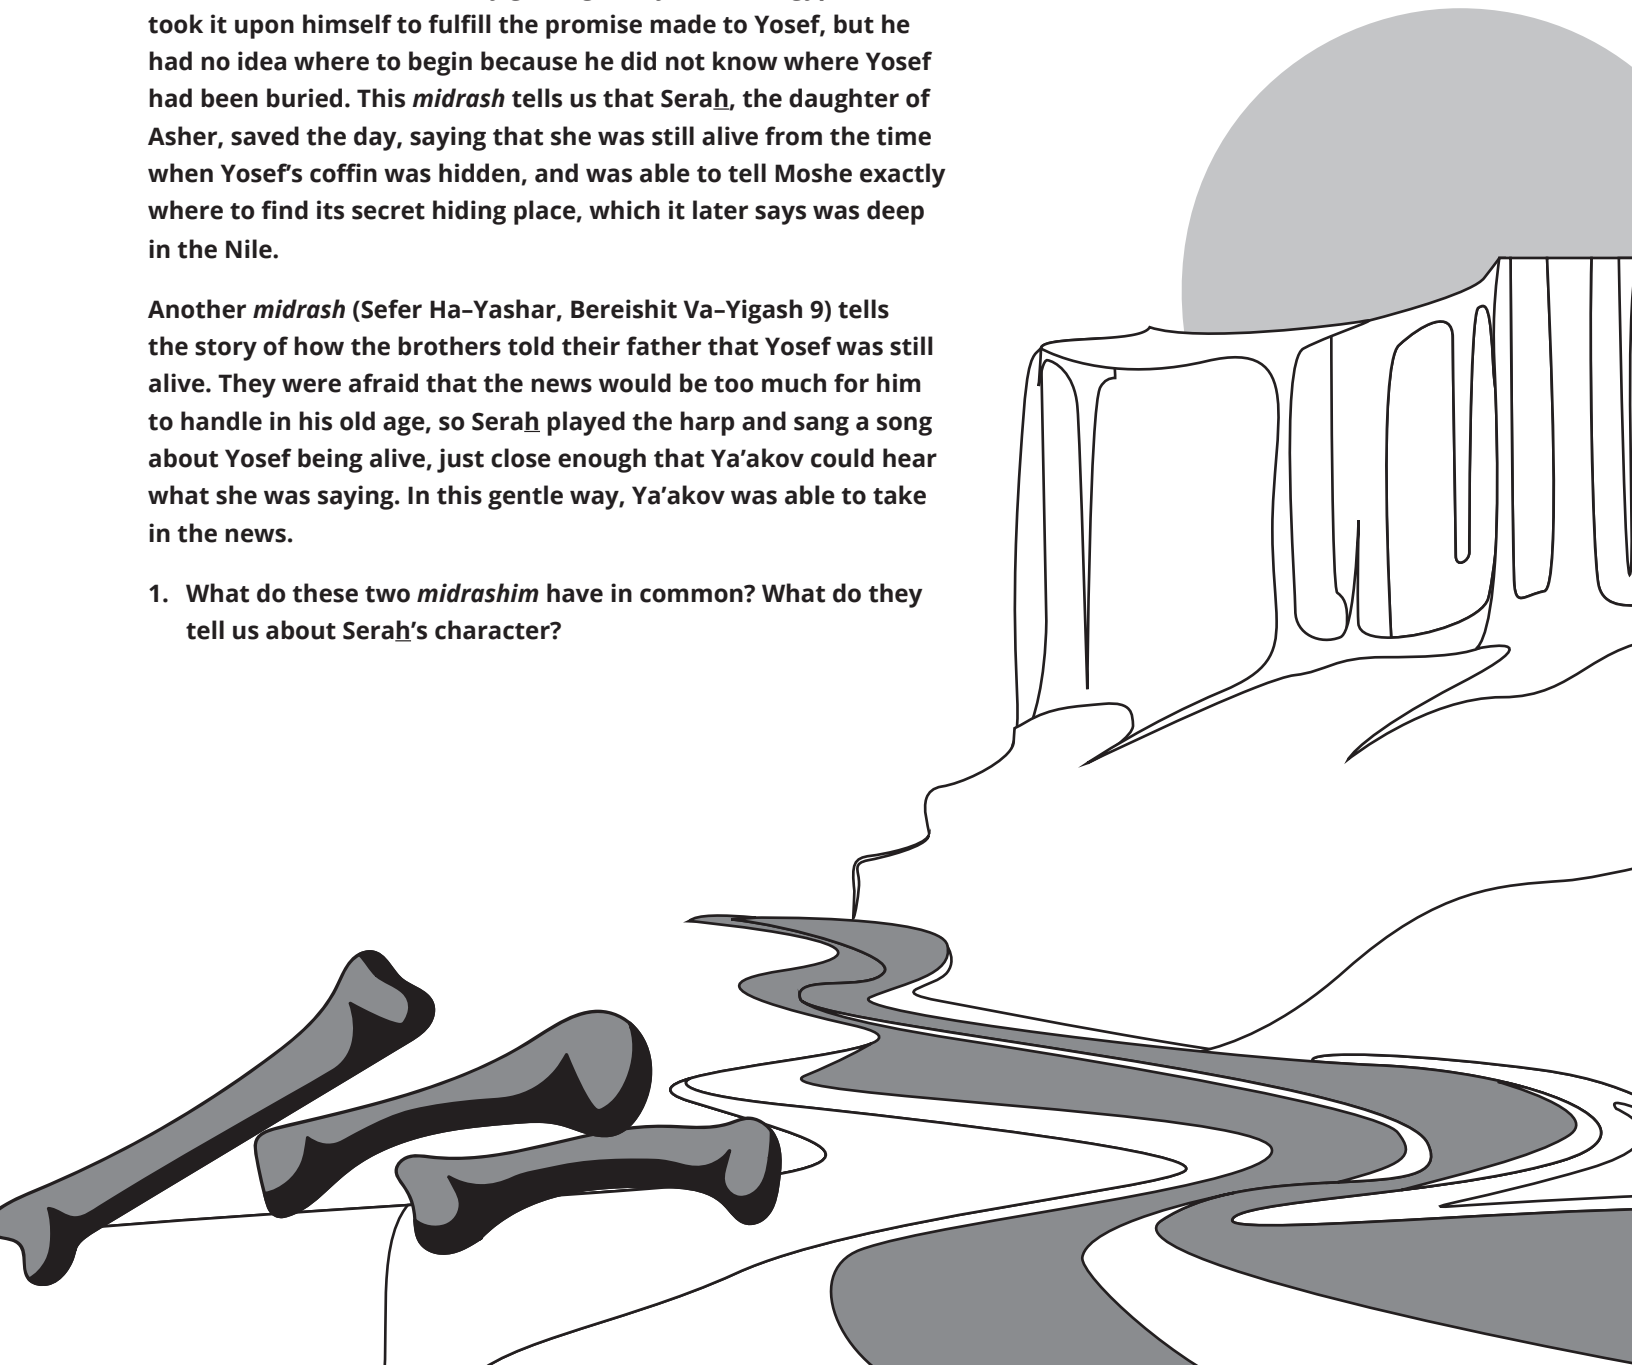 took it upon himself to fulfill the promise made to Yosef, but he
had no idea where to begin because he did not know where Yosef
had been buried. This midrash tells us that Seraẖ, the daughter of
Asher, saved the day, saying that she was still alive from the time
when Yosef’s coffin was hidden, and was able to tell Moshe exactly
where to find its secret hiding place, which it later says was deep
in the Nile.
Another midrash (Sefer Ha–Yashar, Bereishit Va–Yigash 9) tells
the story of how the brothers told their father that Yosef was still
alive. They were afraid that the news would be too much for him
to handle in his old age, so Seraẖ played the harp and sang a song
about Yosef being alive, just close enough that Ya’akov could hear
what she was saying. In this gentle way, Ya’akov was able to take
in the news.
1. What do these two midrashim have in common? What do they
tell us about Seraẖ’s character?